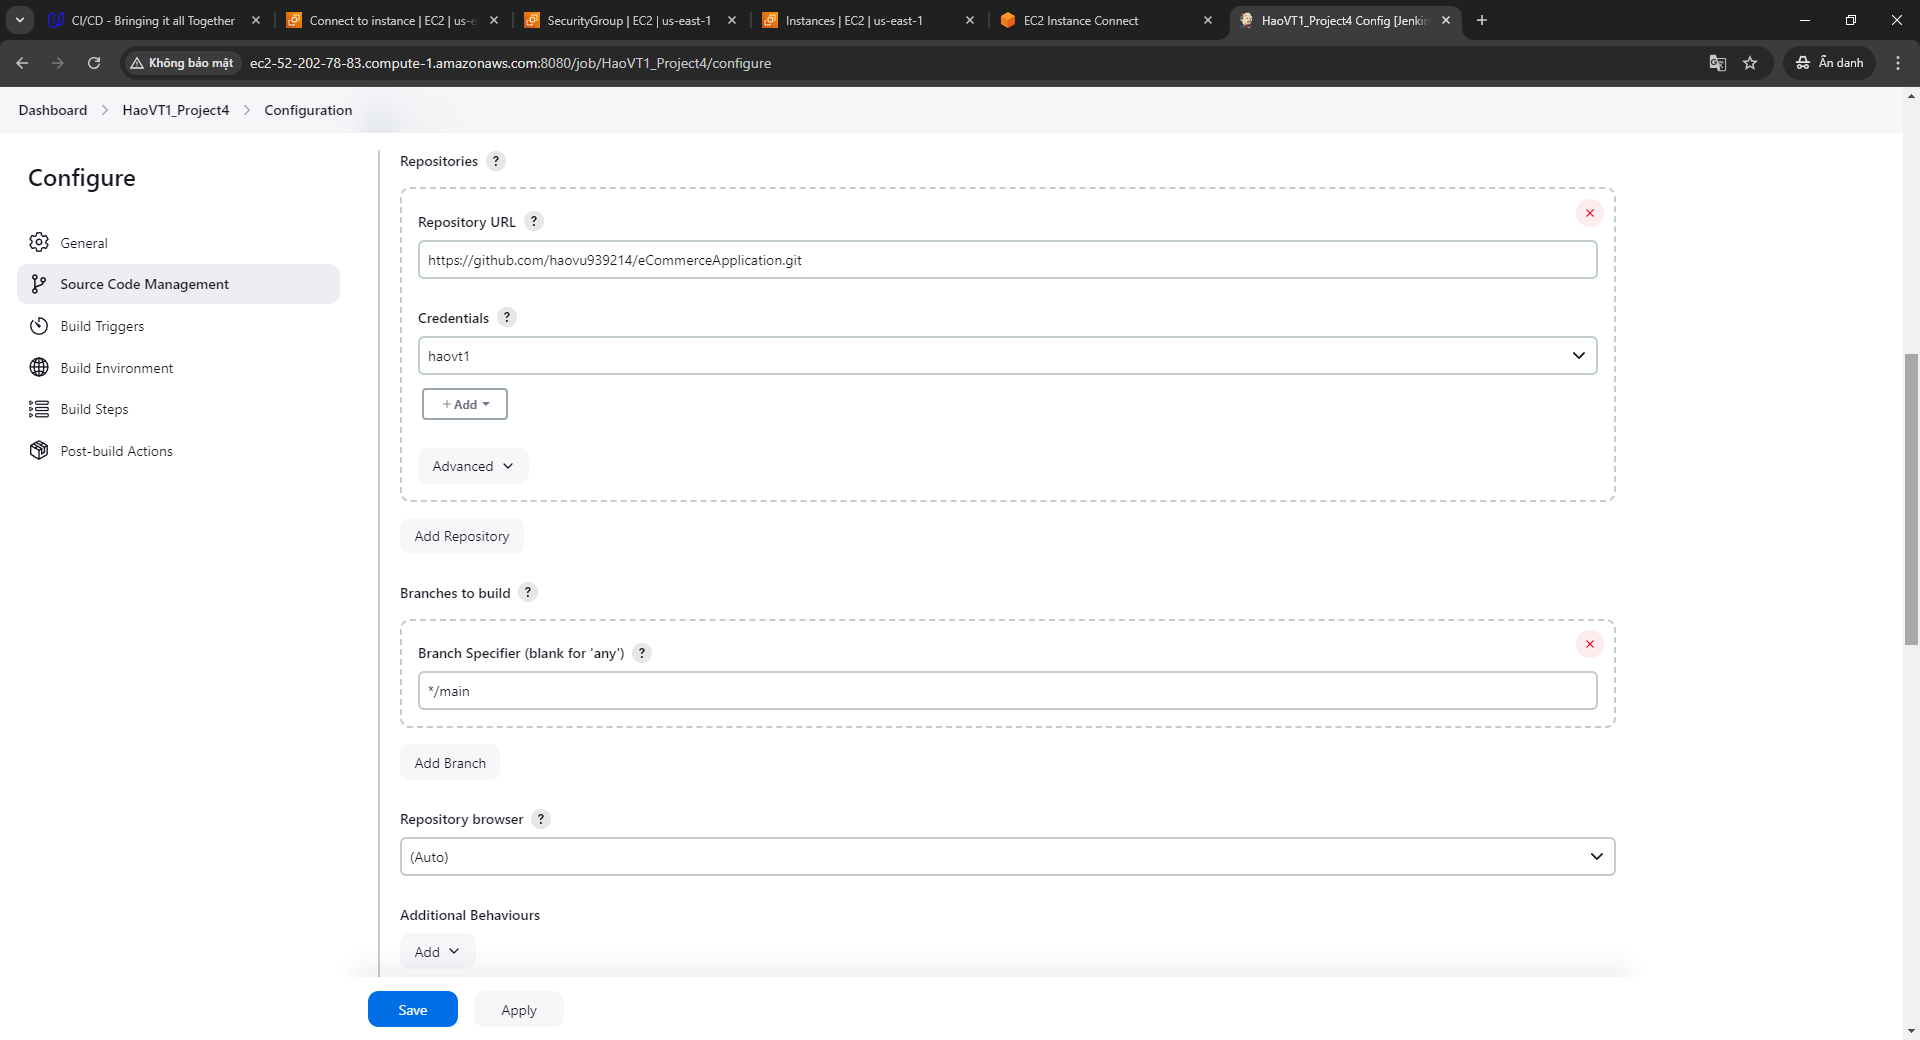 CI/CD - Bringing it all Together
Connect to instance | EC2 | us-e
SecurityGroup | EC2 | us-east-1
Instances | EC2 | us-east-1
EC2 Instance Connect
HaoVT1_Project4 Config [Jenkin
Không bảo mật
ec2-52-202-78-83.compute-1.amazonaws.com:8080/job/HaoVT1_Project4/configure
Ẩn danh
Dashboard
HaoVT1_Project4
Configuration
Configure
General
Source Code Management
Build Triggers
Build Environment
Build Steps
Post-build Actions
Repositories ?
Repository URL ?
https://github.com/haovu939214/eCommerceApplication.git
Credentials ?
haovt1
+ Add
Advanced
Add Repository
Branches to build ?
Branch Specifier (blank for 'any') ?
*/main
Add Branch
Repository browser ?
(Auto)
Additional Behaviours
Add
Save
Apply